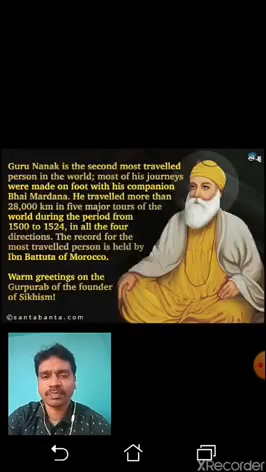 Guru Nanak is the second most travelled
person in the world; most of his journeys
were made on foot with his companion
Bhai Mardana. He travelled more than
28,000 km in five major tours of the
world during the period from
1500 to 1524, in all the four
directions. The record for the
most travelled person is held by
Ibn Battuta of Morocco.
Warm greetings on the
Gurpurab of the founder
of Sikhism!
©santabanta.com
XRecorder